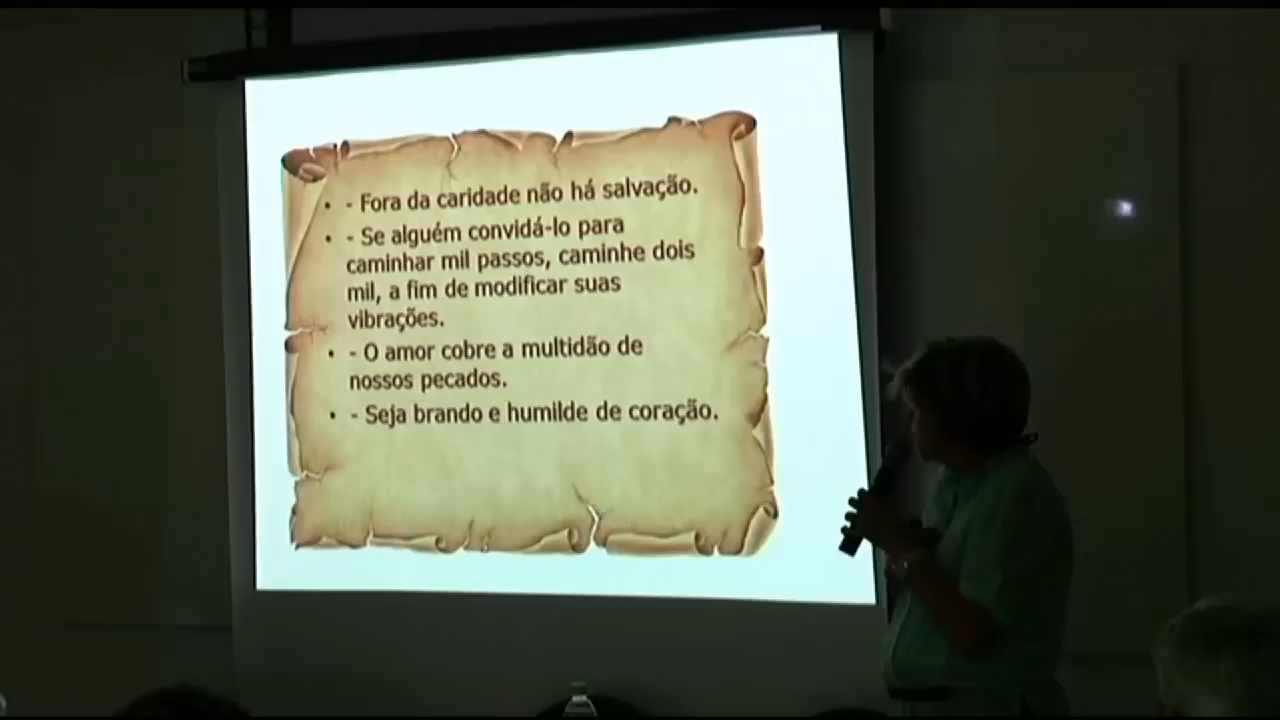 • - Fora da caridade não há salvação.
• - Se alguém convidá-lo para
caminhar mil passos, caminhe dois
mil, a fim de modificar suas
vibrações.
• - O amor cobre a multidão de
nossos pecados.
• - Seja brando e humilde de coração.